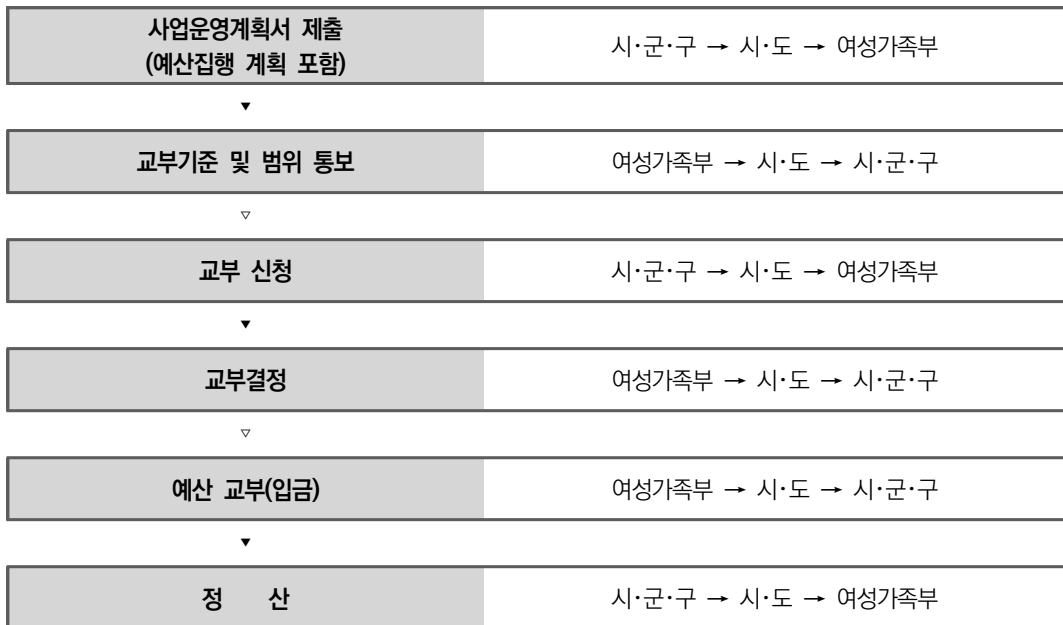 사업운영계획서 제출
(예산집행 계획 포함)
시·군·구 → 시·도 → 여성가족부
▼
교부기준 및 범위 통보
여성가족부 → 시·도 → 시·군·구
▽
교부 신청
시·군·구 → 시·도 → 여성가족부
▼
교부결정
여성가족부 → 시·도 → 시·군·구
▽
예산 교부(입금)
여성가족부 → 시·도 → 시·군·구
▼
정 산
시·군·구 → 시·도 → 여성가족부